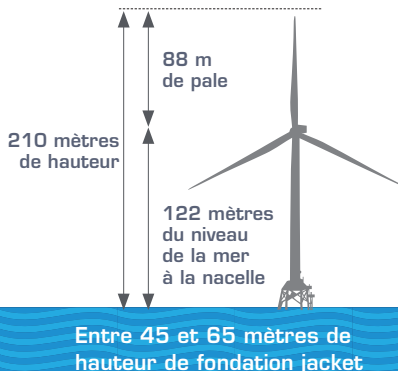 88 m
de pale
210 mètres
de hauteur
122 mètres
du niveau
de la mer
à la nacelle
Entre 45 et 65 mètres de
hauteur de fondation jacket